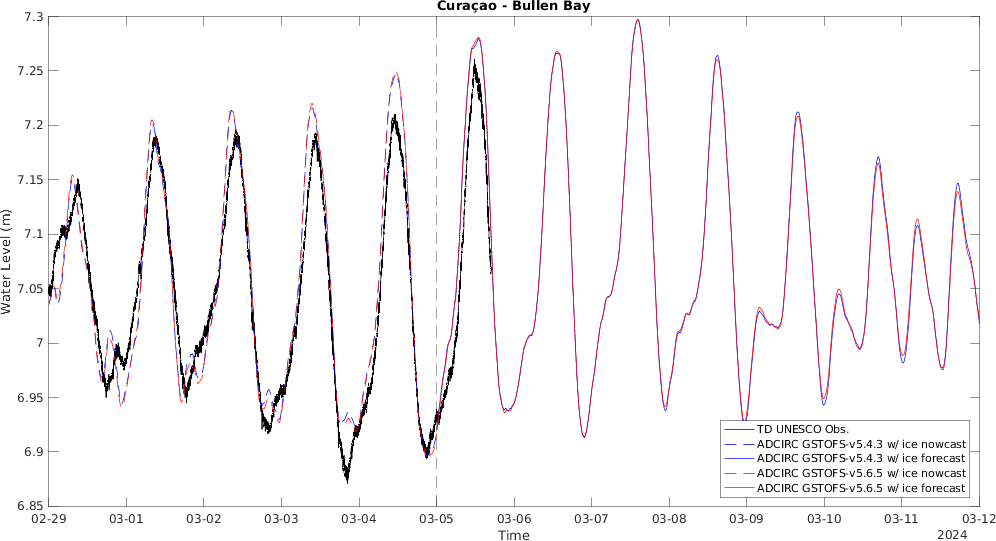 Curaçao - Bullen Bay
Water Level (m)
7.3
7.25
7.2
7.15
7.1
7.05
7
6.95
6.9
6.85
TD UNESCO Obs.
ADCIRC GSTOFS-v5.4.3 w/ ice nowcast
ADCIRC GSTOFS-v5.4.3 w/ ice forecast
ADCIRC GSTOFS-v5.6.5 w/ ice nowcast
ADCIRC GSTOFS-v5.6.5 w/ ice forecast
02-29 03-01 03-02 03-03 03-04 03-05 03-06 03-07 03-08 03-09 03-10 03-11 03-12
Time
2024